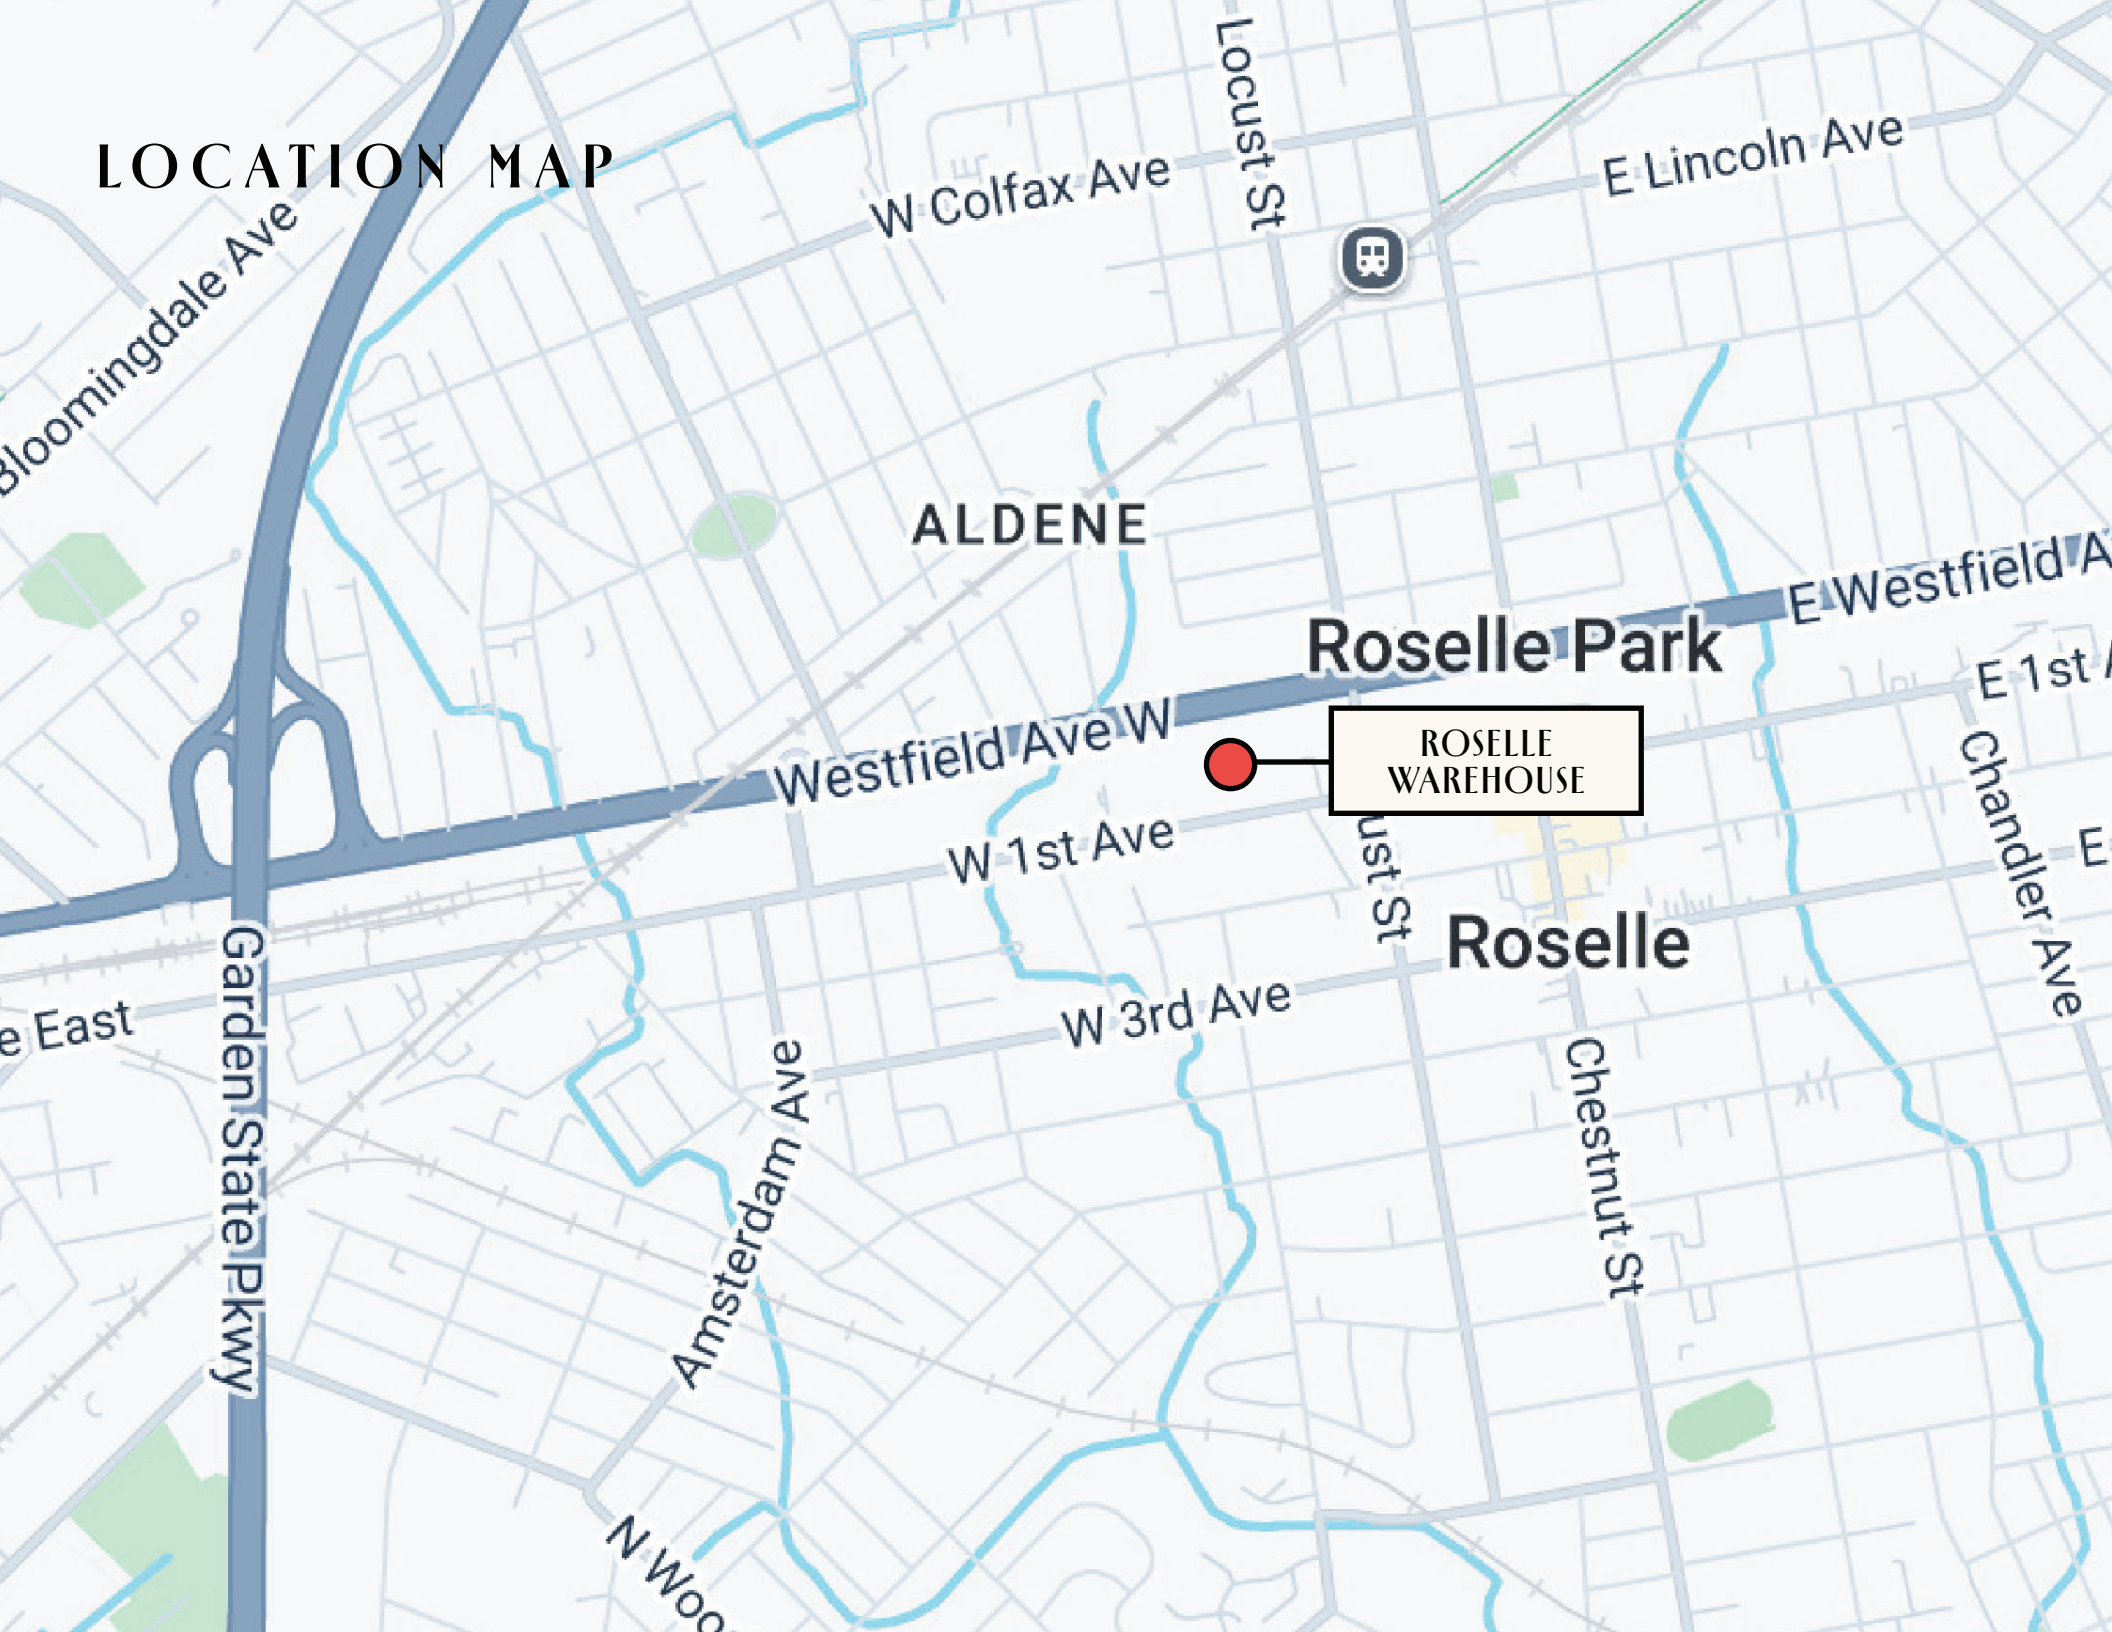 LOCATION MAP
Locust St
E Lincoln Ave
W Colfax Ave
Bloomingdale Ave
ALDENE
E Westfield A
Roselle Park
E 1st A
Westfield Ave W
ROSELLE
WAREHOUSE
Chandler Ave
W 1st Ave
ust St
E
Roselle
Garden State Pkwy
W 3rd Ave
e East
Chestnut St
Amsterdam Ave
N Woo